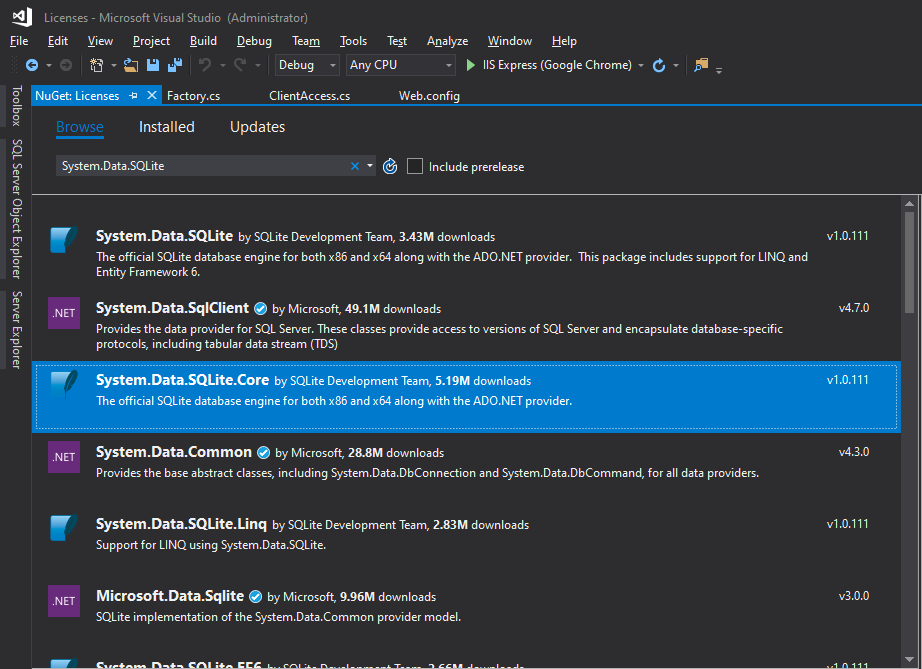 Licenses - Microsoft Visual Studio (Administrator)
File Edit View Project Build Debug Team Tools Test Analyze Window Help
Debug Any CPU IIS Express (Google Chrome)
NuGet: Licenses Factory.cs ClientAccess.cs Web.config
Toolbox
SQL Server Object Explorer
Server Explorer
Browse Installed Updates
System.Data.SQLite Include prerelease
System.Data.SQLite by SQLite Development Team, 3.43M downloads v1.0.111
The official SQLite database engine for both x86 and x64 along with the ADO.NET provider. This package includes support for LINQ and
Entity Framework 6.
.NET System.Data.SqlClient by Microsoft, 49.1M downloads v4.7.0
Provides the data provider for SQL Server. These classes provide access to versions of SQL Server and encapsulate database-specific
protocols, including tabular data stream (TDS)
System.Data.SQLite.Core by SQLite Development Team, 5.19M downloads v1.0.111
The official SQLite database engine for both x86 and x64 along with the ADO.NET provider.
.NET System.Data.Common by Microsoft, 28.8M downloads v4.3.0
Provides the base abstract classes, including System.Data.DbConnection and System.Data.DbCommand, for all data providers.
System.Data.SQLite.Linq by SQLite Development Team, 2.83M downloads v1.0.111
Support for LINQ using System.Data.SQLite.
.NET Microsoft.Data.Sqlite by Microsoft, 9.96M downloads v3.0.0
SQLite implementation of the System.Data.Common provider model.
System.Data.SQLite.EF6 by SQLite Development Team, 2.66M downloads v1.0.111